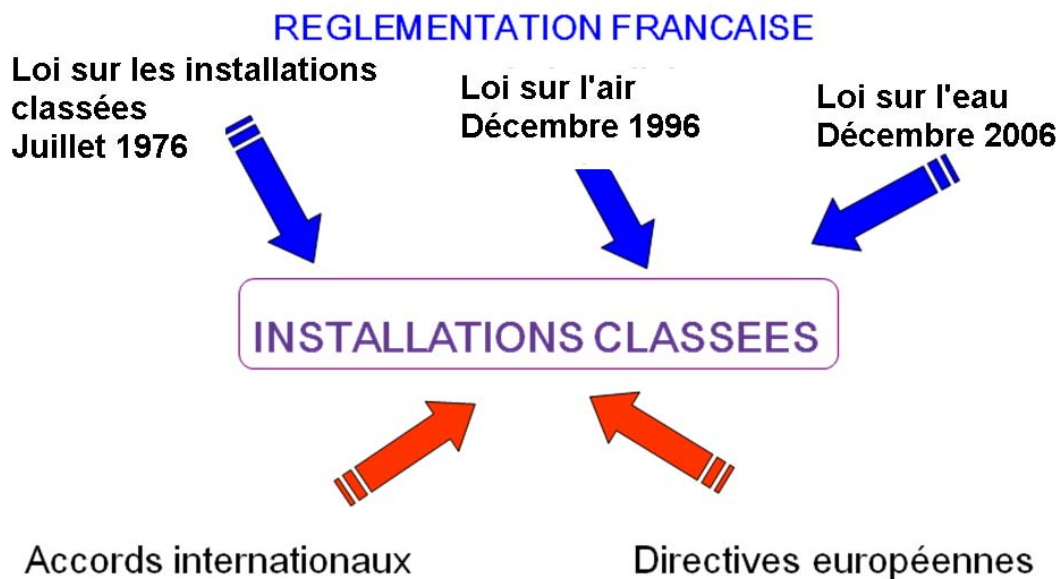 REGLEMENTATION FRANCAISE
Loi sur les installations
classées
Juillet 1976
Loi sur l'air
Décembre 1996
Loi sur l'eau
Décembre 2006
INSTALLATIONS CLASSEES
Accords internationaux
Directives européennes